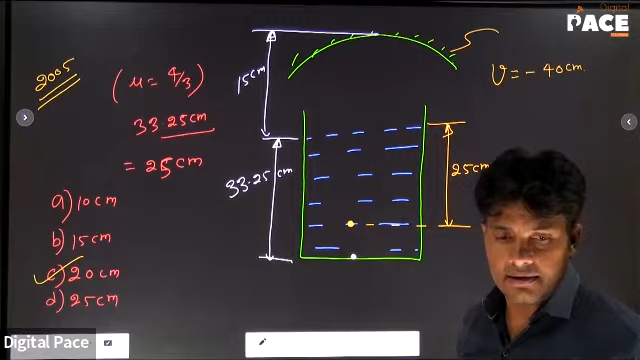 Digital
PACE
2005
(μ = 4/3)
33.25cm
= 25cm
a) 10cm
b) 15cm
c) 20cm
d) 25cm
15cm
33.25cm
25cm
v = - 40cm.
Digital Pace